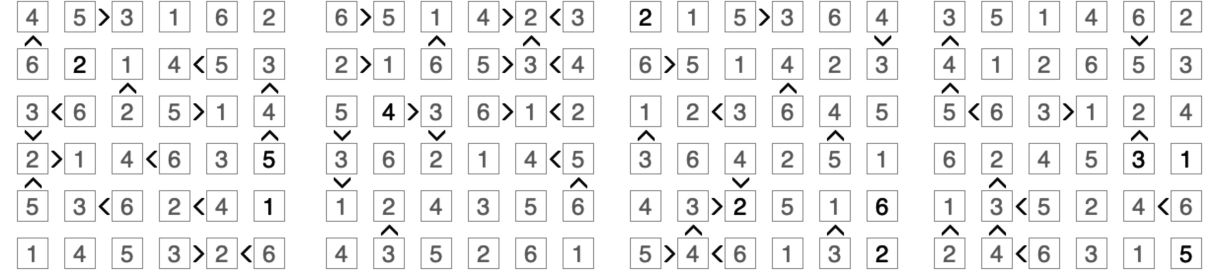 4 5>3 1 6 2 6>5 1 4>2<3 2 1 5>3 6 4 3 5 1 4 6 2
^ ^ ^ v ^ v
6 2 1 4<5 3 2>1 6 5>3<4 6>5 1 4 2 3 4 1 2 6 5 3
^ ^ ^ ^
3<6 2 5>1 4 5 4>3 6>1<2 1 2<3 6 4 5 5<6 3>1 2 4
v ^ v v ^ ^ ^
2>1 4<6 3 5 3 6 2 1 4<5 3 6 4 2 5 1 6 2 4 5 3 1
^ v ^ v ^
5 3<6 2<4 1 1 2 4 3 5 6 4 3>2 5 1 6 1 3<5 2 4<6
^ ^ ^ ^ ^
1 4 5 3>2<6 4 3 5 2 6 1 5>4<6 1 3 2 2 4<6 3 1 5